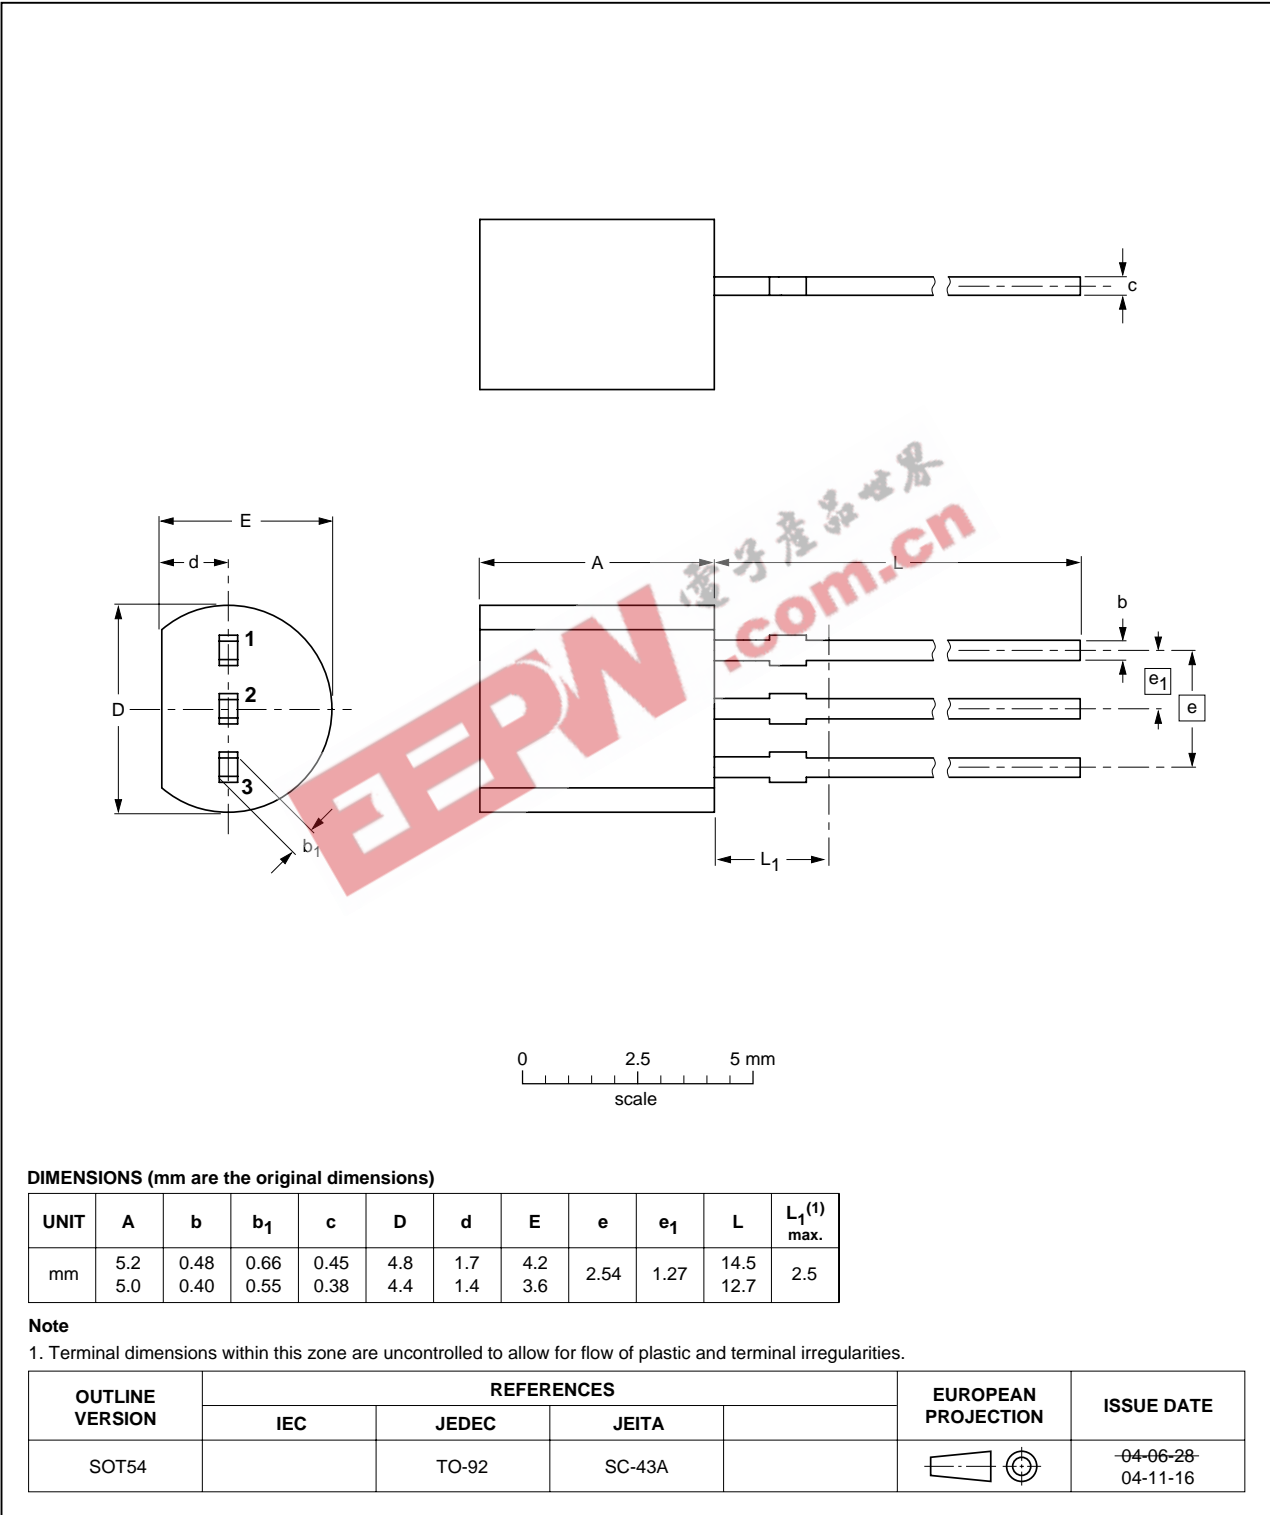 c
電子產品世界
.com.cn
EEPW
E
d
A
L
b
1
2
3
D
e1
e
b1
L1
0 2.5 5 mm
scale
DIMENSIONS (mm are the original dimensions)
UNIT A b b1 c D d E e e1 L L1(1) max.
mm 5.2 0.48 0.66 0.45 4.8 1.7 4.2 2.54 1.27 14.5 2.5
5.0 0.40 0.55 0.38 4.4 1.4 3.6 12.7
Note
1. Terminal dimensions within this zone are uncontrolled to allow for flow of plastic and terminal irregularities.
OUTLINE VERSION REFERENCES EUROPEAN PROJECTION ISSUE DATE
IEC JEDEC JEITA
SOT54 TO-92 SC-43A 04-06-28
04-11-16